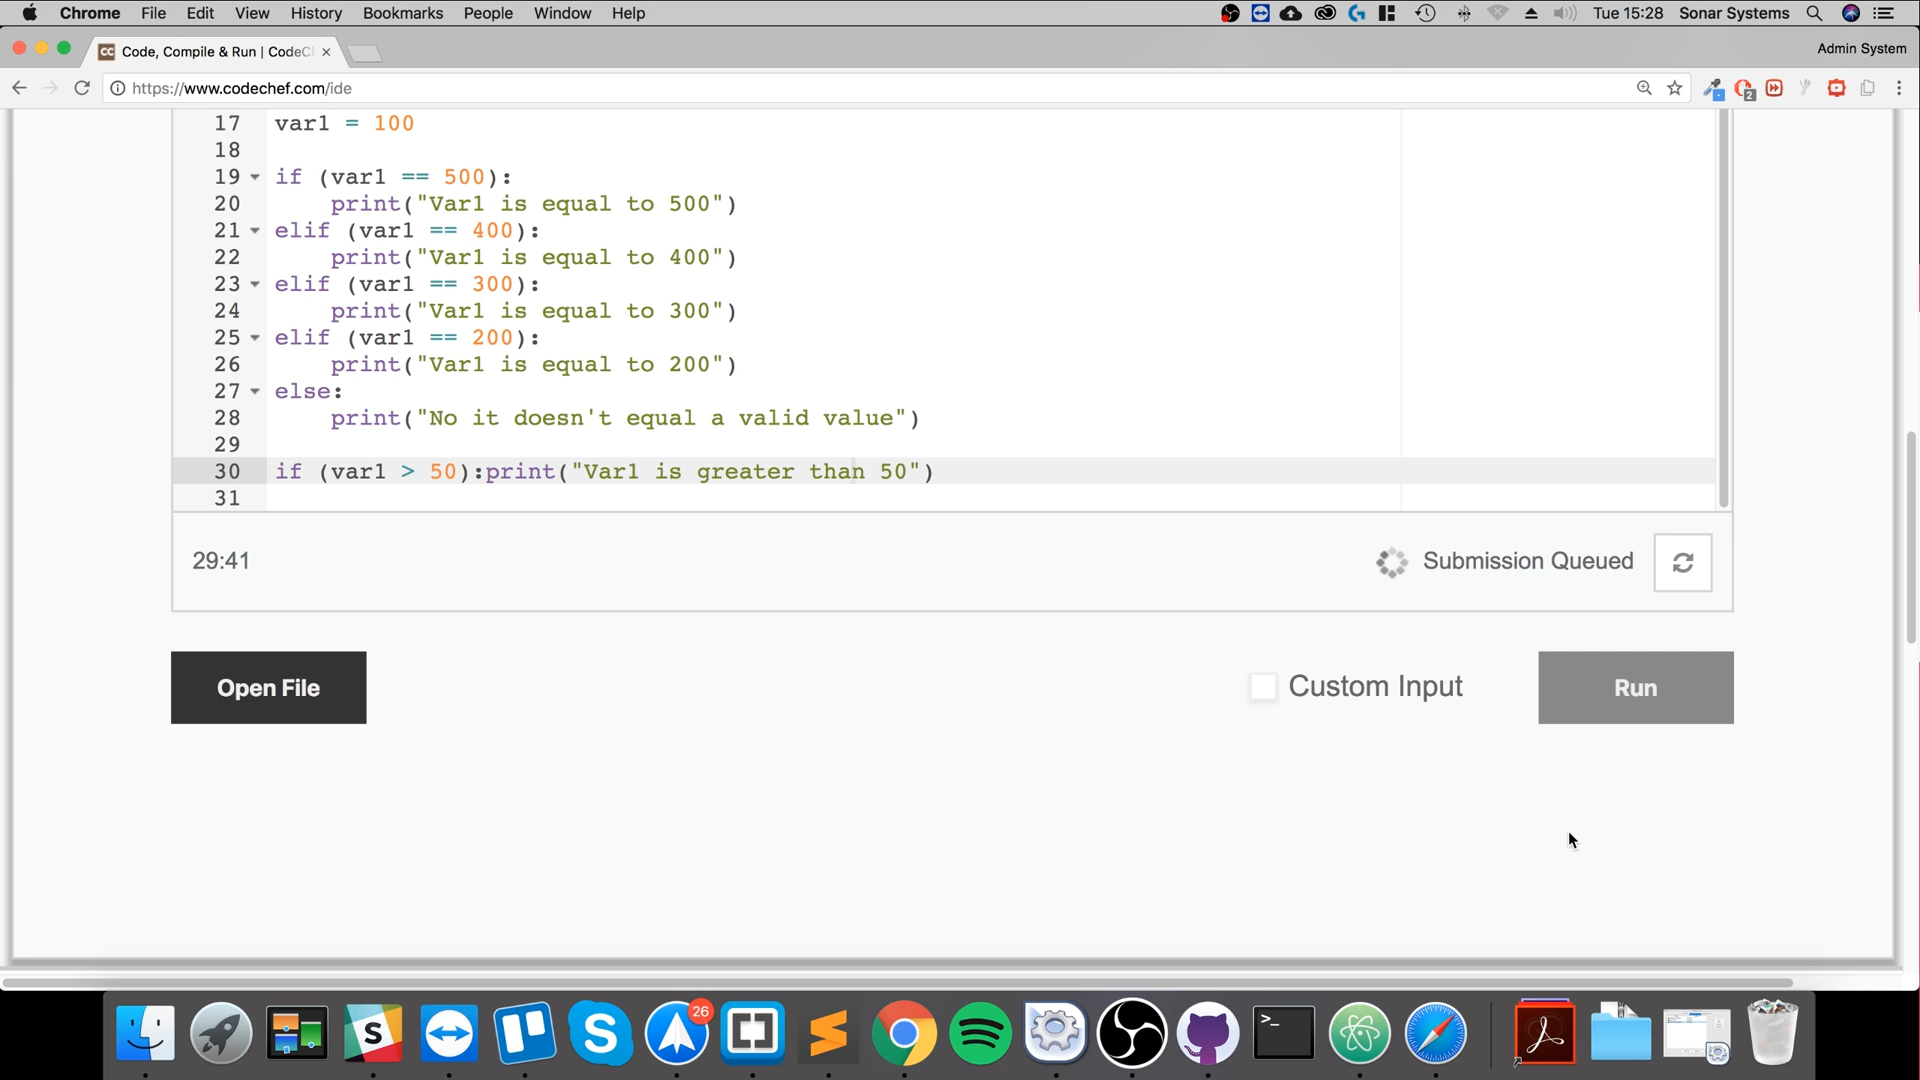 Chrome File Edit View History Bookmarks People Window Help Tue 15:28 Sonar Systems
Code, Compile & Run | CodeCh Admin System
https://www.codechef.com/ide 2
17 var1 = 100
18
19 if (var1 == 500):
20 print("Var1 is equal to 500")
21 elif (var1 == 400):
22 print("Var1 is equal to 400")
23 elif (var1 == 300):
24 print("Var1 is equal to 300")
25 elif (var1 == 200):
26 print("Var1 is equal to 200")
27 else:
28 print("No it doesn't equal a valid value")
29
30 if (var1 > 50):print("Var1 is greater than 50")
31
29:41 Submission Queued
Open File Custom Input Run
26